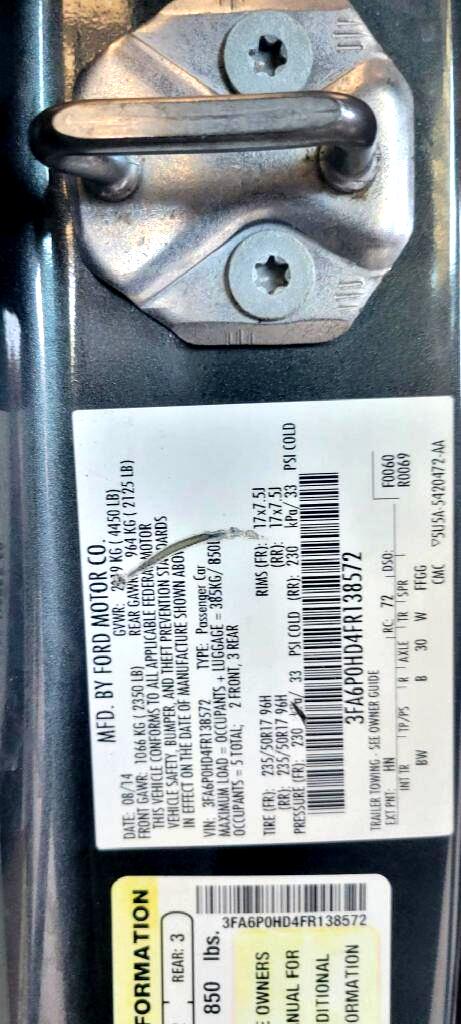 MFD. BY FORD MOTOR CO.
DATE: 08/14 GVWR: KG ( 4450 LB)
FRONT GAWR: 1066 KG ( 2350 LB) REAR GAWR: 964 KG ( 2125 LB)
THIS VEHICLE CONFORMS TO ALL APPLICABLE FEDERAL MOTOR
VEHICLE SAFETY, BUMPER, AND THEFT PREVENTION STANDARDS
IN EFFECT ON THE DATE OF MANUFACTURE SHOWN ABOVE
VIN: 3FA6P0HD4FR138572 TYPE: Passenger Car
MAXIMUM LOAD = OCCUPANTS + LUGGAGE = 385KG/ 850L
OCCUPANTS = 5 TOTAL; 2 FRONT, 3 REAR
TIRE (FR): 235/50R17 96H RIMS (FR): 17x7.5J
(RR): 235/50R17 96H (RR): 17x7.5J
PRESSURE (FR): 230 33 PSI COLD (RR): 230 kPa/ 33 PSI COLD
3FA6P0HD4FR138572
TRAILER TOWING - SEE OWNER GUIDE F0060
EXT PNT: HN RC: 72 DSO: R0069
INT TR TP/PS R AXLE TR SPR
BW B 30 W FFGG
CMC 5U5A-5420472-AA
FORMATION
REAR: 3
850 lbs.
3FA6P0HD4FR138572
E OWNERS
NUAL FOR
DITIONAL
ORMATION